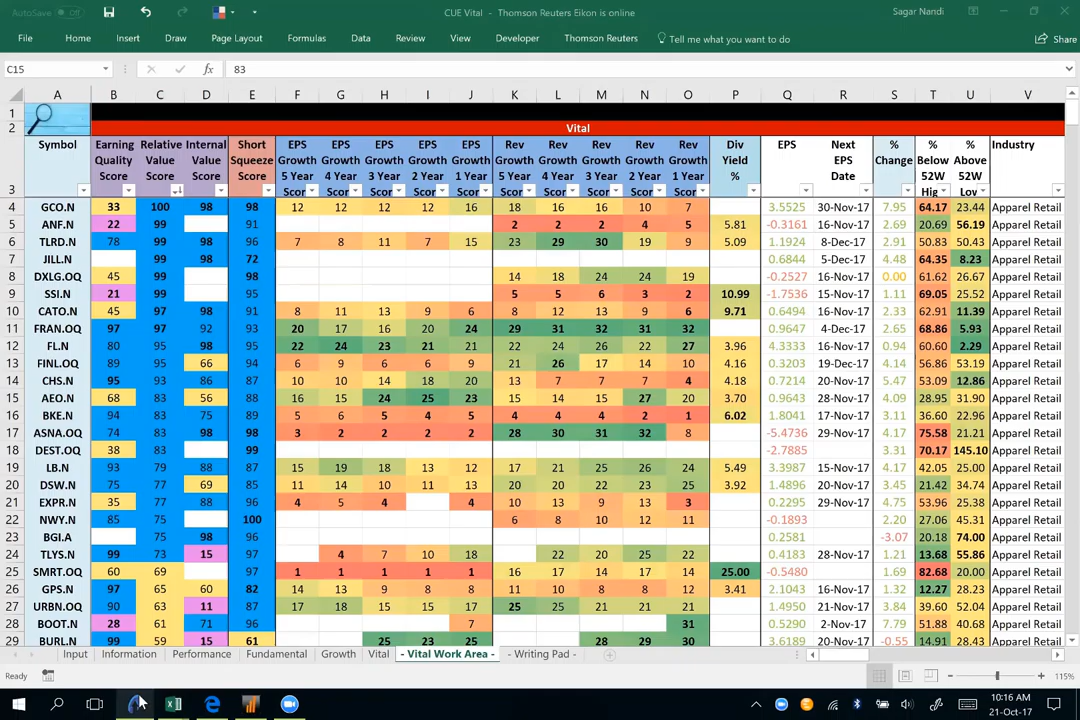 AutoSave Off
CUE Vital - Thomson Reuters Eikon is online
Sagar Nandi
File Home Insert Draw Page Layout Formulas Data Review View Developer Thomson Reuters Tell me what you want to do Share
C15 fx 83
A B C D E F G H I J K L M N O P Q R S T U V
1
2 Vital
Symbol Earning Relative Internal Short EPS EPS EPS EPS EPS Rev Rev Rev Rev Rev Div EPS Next % % % Industry
Quality Value Value Squeeze Growth Growth Growth Growth Growth Growth Growth Growth Growth Growth Yield EPS Change Below Above
Score Score Score Score 5 Year 4 Year 3 Year 2 Year 1 Year 5 Year 4 Year 3 Year 2 Year 1 Year % Date 52W 52W
3 Scor Scor Scor Scor Scor Scor Scor Scor Scor Scor Hig Lov
4 GCO.N 33 100 98 98 12 12 12 12 16 18 16 16 10 7 3.5525 30-Nov-17 7.95 64.17 23.44 Apparel Retail
5 ANF.N 22 99 91 2 2 2 4 5 5.81 -0.3161 16-Nov-17 2.69 20.69 56.19 Apparel Retail
6 TLRD.N 78 99 98 96 7 8 11 7 15 23 29 30 19 9 5.09 1.1924 8-Dec-17 2.91 50.83 50.43 Apparel Retail
7 JILL.N 99 98 72 0.6844 5-Dec-17 4.48 64.35 8.23 Apparel Retail
8 DXLG.OQ 45 99 98 14 18 24 24 19 -0.2527 16-Nov-17 0.00 61.62 26.67 Apparel Retail
9 SSI.N 21 99 95 5 5 6 3 2 10.99 -1.7536 15-Nov-17 1.11 69.05 25.52 Apparel Retail
10 CATO.N 45 97 98 91 8 11 13 9 6 8 12 13 9 6 9.71 0.6494 16-Nov-17 2.33 62.91 11.39 Apparel Retail
11 FRAN.OQ 97 97 92 93 20 17 16 20 24 29 31 32 31 32 0.9647 4-Dec-17 2.65 68.86 5.93 Apparel Retail
12 FL.N 80 95 98 94 22 24 23 21 21 22 24 26 22 27 3.96 4.3333 16-Nov-17 0.94 60.60 2.29 Apparel Retail
13 FINL.OQ 89 95 66 95 6 9 6 6 9 21 26 17 14 10 4.16 0.3203 19-Dec-17 4.14 56.86 53.19 Apparel Retail
14 CHS.N 95 93 86 87 10 10 14 18 20 13 7 7 7 4 4.18 0.7214 20-Nov-17 5.47 53.09 12.86 Apparel Retail
15 AEO.N 68 83 56 88 16 15 24 25 23 17 19 22 27 20 3.70 0.9643 28-Nov-17 4.09 28.95 31.90 Apparel Retail
16 BKE.N 94 83 75 89 5 6 5 4 5 4 4 4 2 1 6.02 1.8041 17-Nov-17 3.11 36.60 22.96 Apparel Retail
17 ASNA.OQ 74 83 98 98 3 2 2 2 2 28 30 31 32 8 -5.4736 29-Nov-17 3.43 75.58 21.21 Apparel Retail
18 DEST.OQ 38 83 99 -2.7885 3.31 70.17 145.10 Apparel Retail
19 LB.N 93 79 88 87 15 19 18 13 12 17 21 25 26 24 5.49 3.3987 15-Nov-17 4.17 42.05 25.00 Apparel Retail
20 DSW.N 75 77 69 85 11 14 10 11 13 20 20 22 23 25 3.92 1.4896 20-Nov-17 3.45 21.42 34.74 Apparel Retail
21 EXPR.N 35 77 88 96 4 5 4 4 10 13 9 13 3 0.2295 29-Nov-17 4.75 53.96 25.38 Apparel Retail
22 NWY.N 85 75 100 6 8 10 12 11 -0.1893 2.20 27.06 45.31 Apparel Retail
23 BGI.A 75 98 96 0.2581 -3.07 20.18 74.00 Apparel Retail
24 TLYS.N 99 73 15 97 4 7 10 18 22 20 25 22 0.4183 28-Nov-17 1.21 13.68 55.86 Apparel Retail
25 SMRT.OQ 60 69 97 1 1 1 1 1 16 17 14 17 14 25.00 -0.5480 1.69 82.68 20.00 Apparel Retail
26 GPS.N 97 65 60 82 14 13 9 8 8 11 10 8 9 12 3.41 2.1043 16-Nov-17 1.32 12.27 28.23 Apparel Retail
27 URBN.OQ 90 63 11 87 17 18 15 15 17 25 25 21 21 21 1.4950 21-Nov-17 3.84 39.60 52.04 Apparel Retail
28 BOOT.N 28 61 71 96 7 31 0.5290 2-Nov-17 7.79 51.88 40.68 Apparel Retail
29 BURL.N 99 59 15 61 25 23 25 28 29 30 3.6189 20-Nov-17 -0.55 14.91 28.43 Apparel Retail
Input Information Performance Fundamental Growth Vital - Vital Work Area - - Writing Pad -
Ready 115%
10:16 AM
21-Oct-17